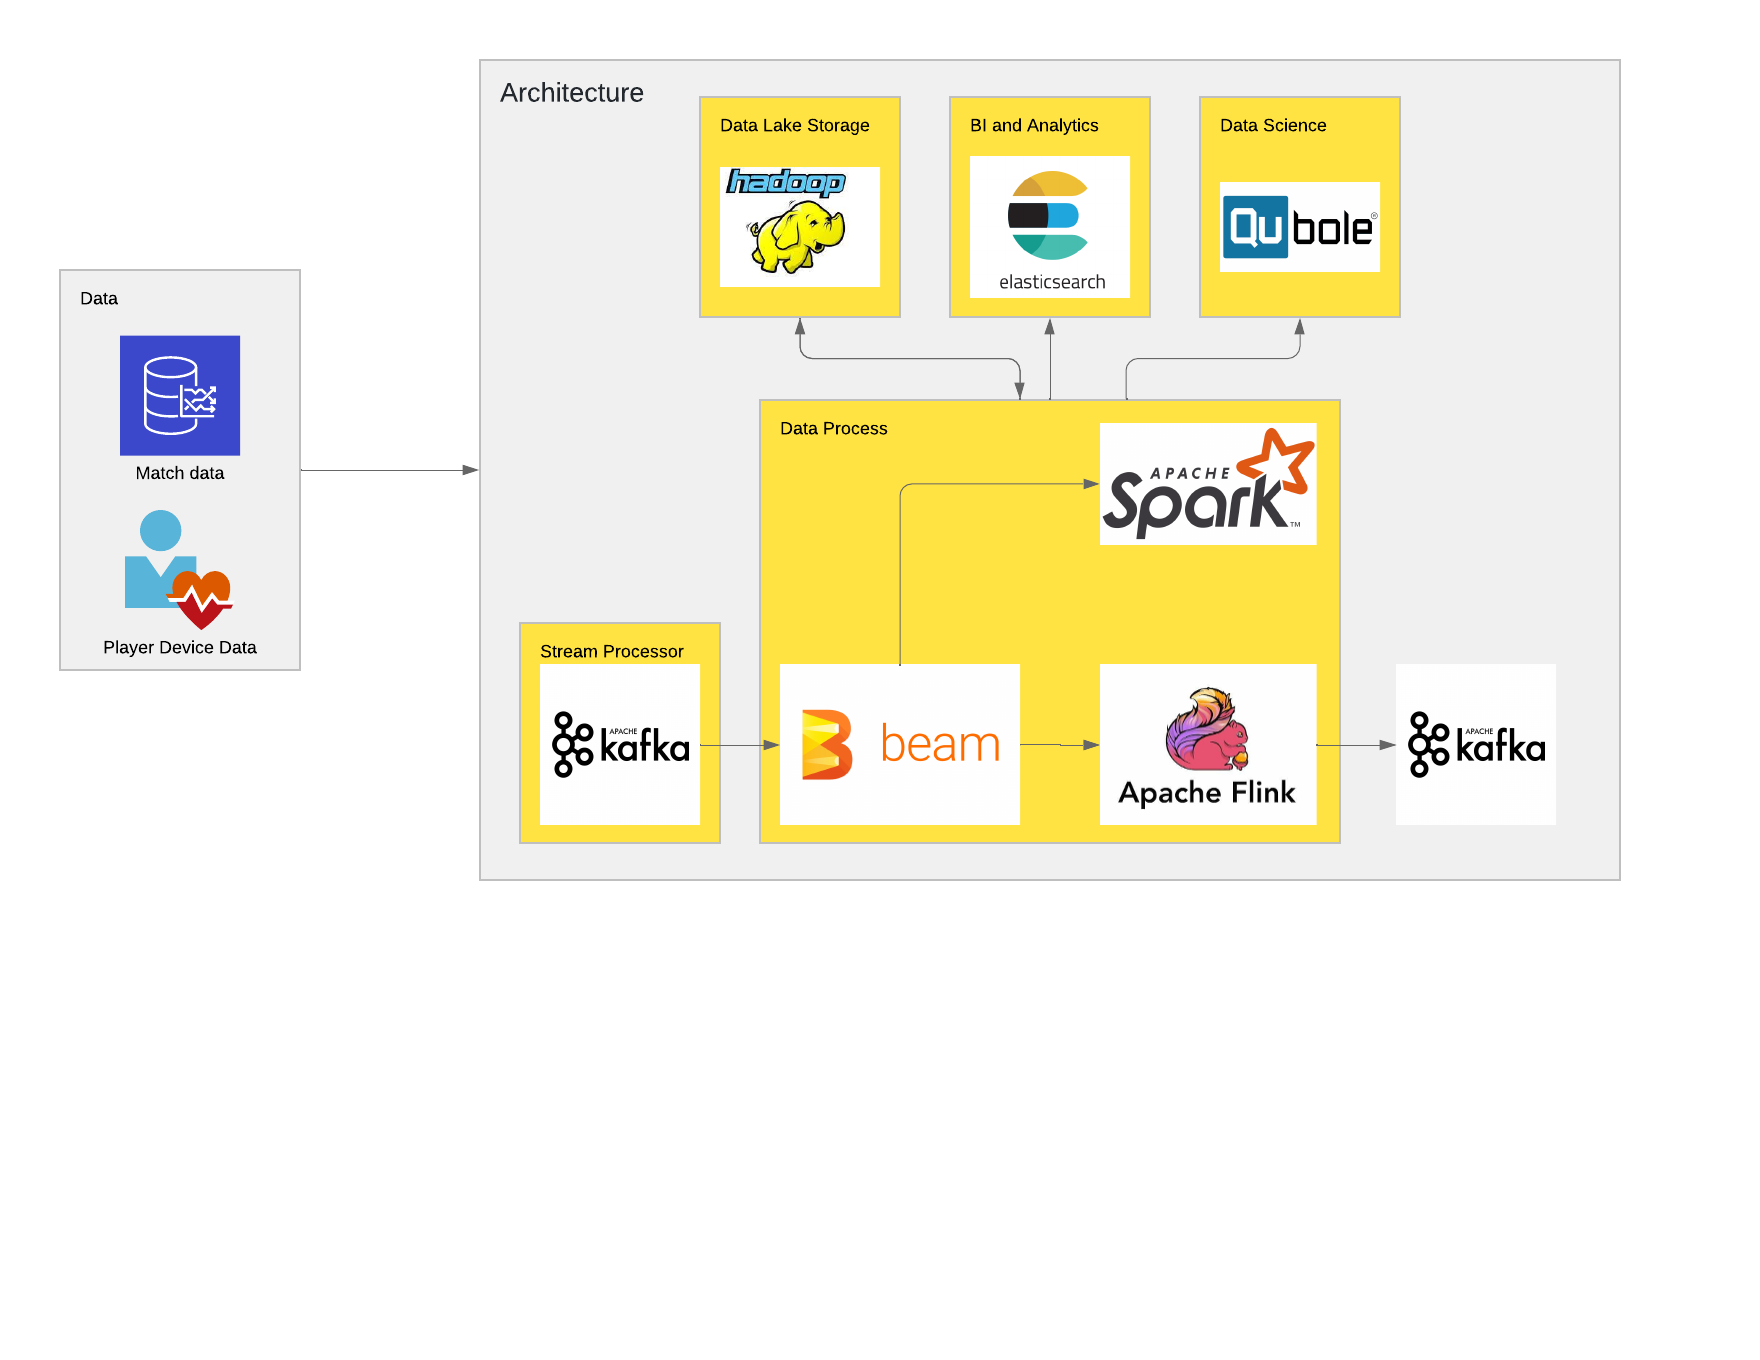 Architecture
Data Lake Storage
hadoop
BI and Analytics
elasticsearch
Data Science
Qubole®
Data
Match data
Player Device Data
Data Process
APACHE
Spark™
Stream Processor
APACHE
kafka
beam
Apache Flink
APACHE
kafka